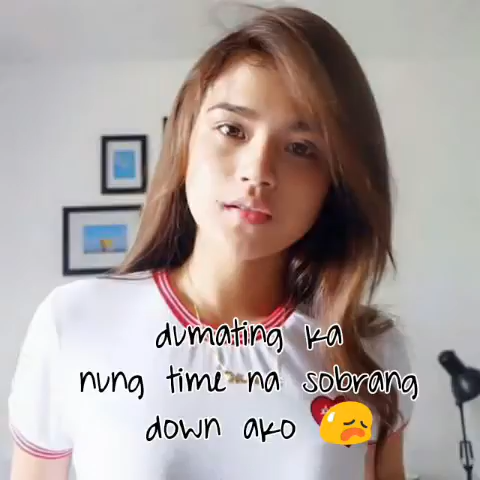 dumating ka
nung time na sobrang
down ako 😥